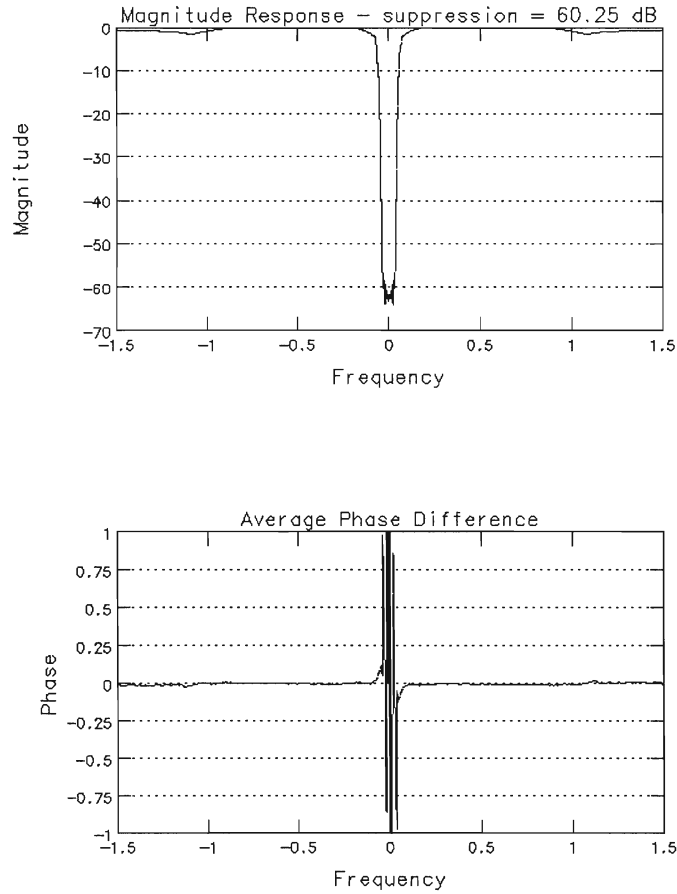 Magnitude Response - suppression = 60.25 dB
0
-10
-20
-30
-40
-50
-60
-70
Magnitude
-1.5 -1 -0.5 0 0.5 1 1.5
Frequency
Average Phase Difference
1
0.75
0.5
0.25
0
-0.25
-0.5
-0.75
-1
Phase
-1.5 -1 -0.5 0 0.5 1 1.5
Frequency